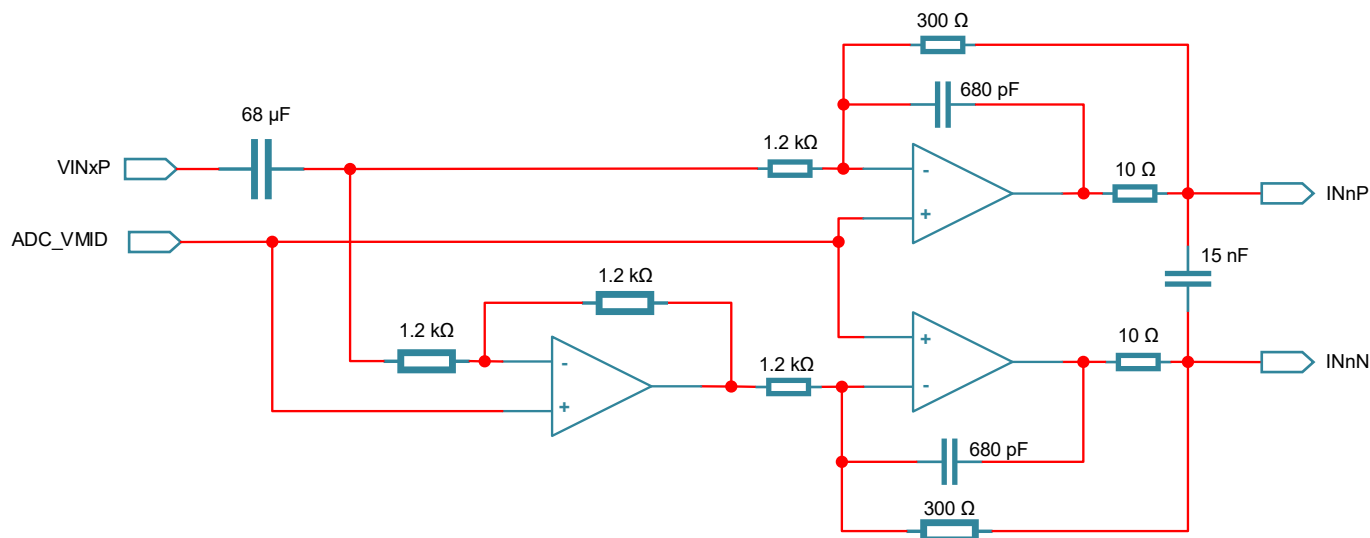 300 Ω
680 pF
68 µF
1.2 kΩ
VINxP
10 Ω
-
+
INnP
ADC_VMID
15 nF
1.2 kΩ
1.2 kΩ
1.2 kΩ
10 Ω
+
-
INnN
-
+
680 pF
300 Ω